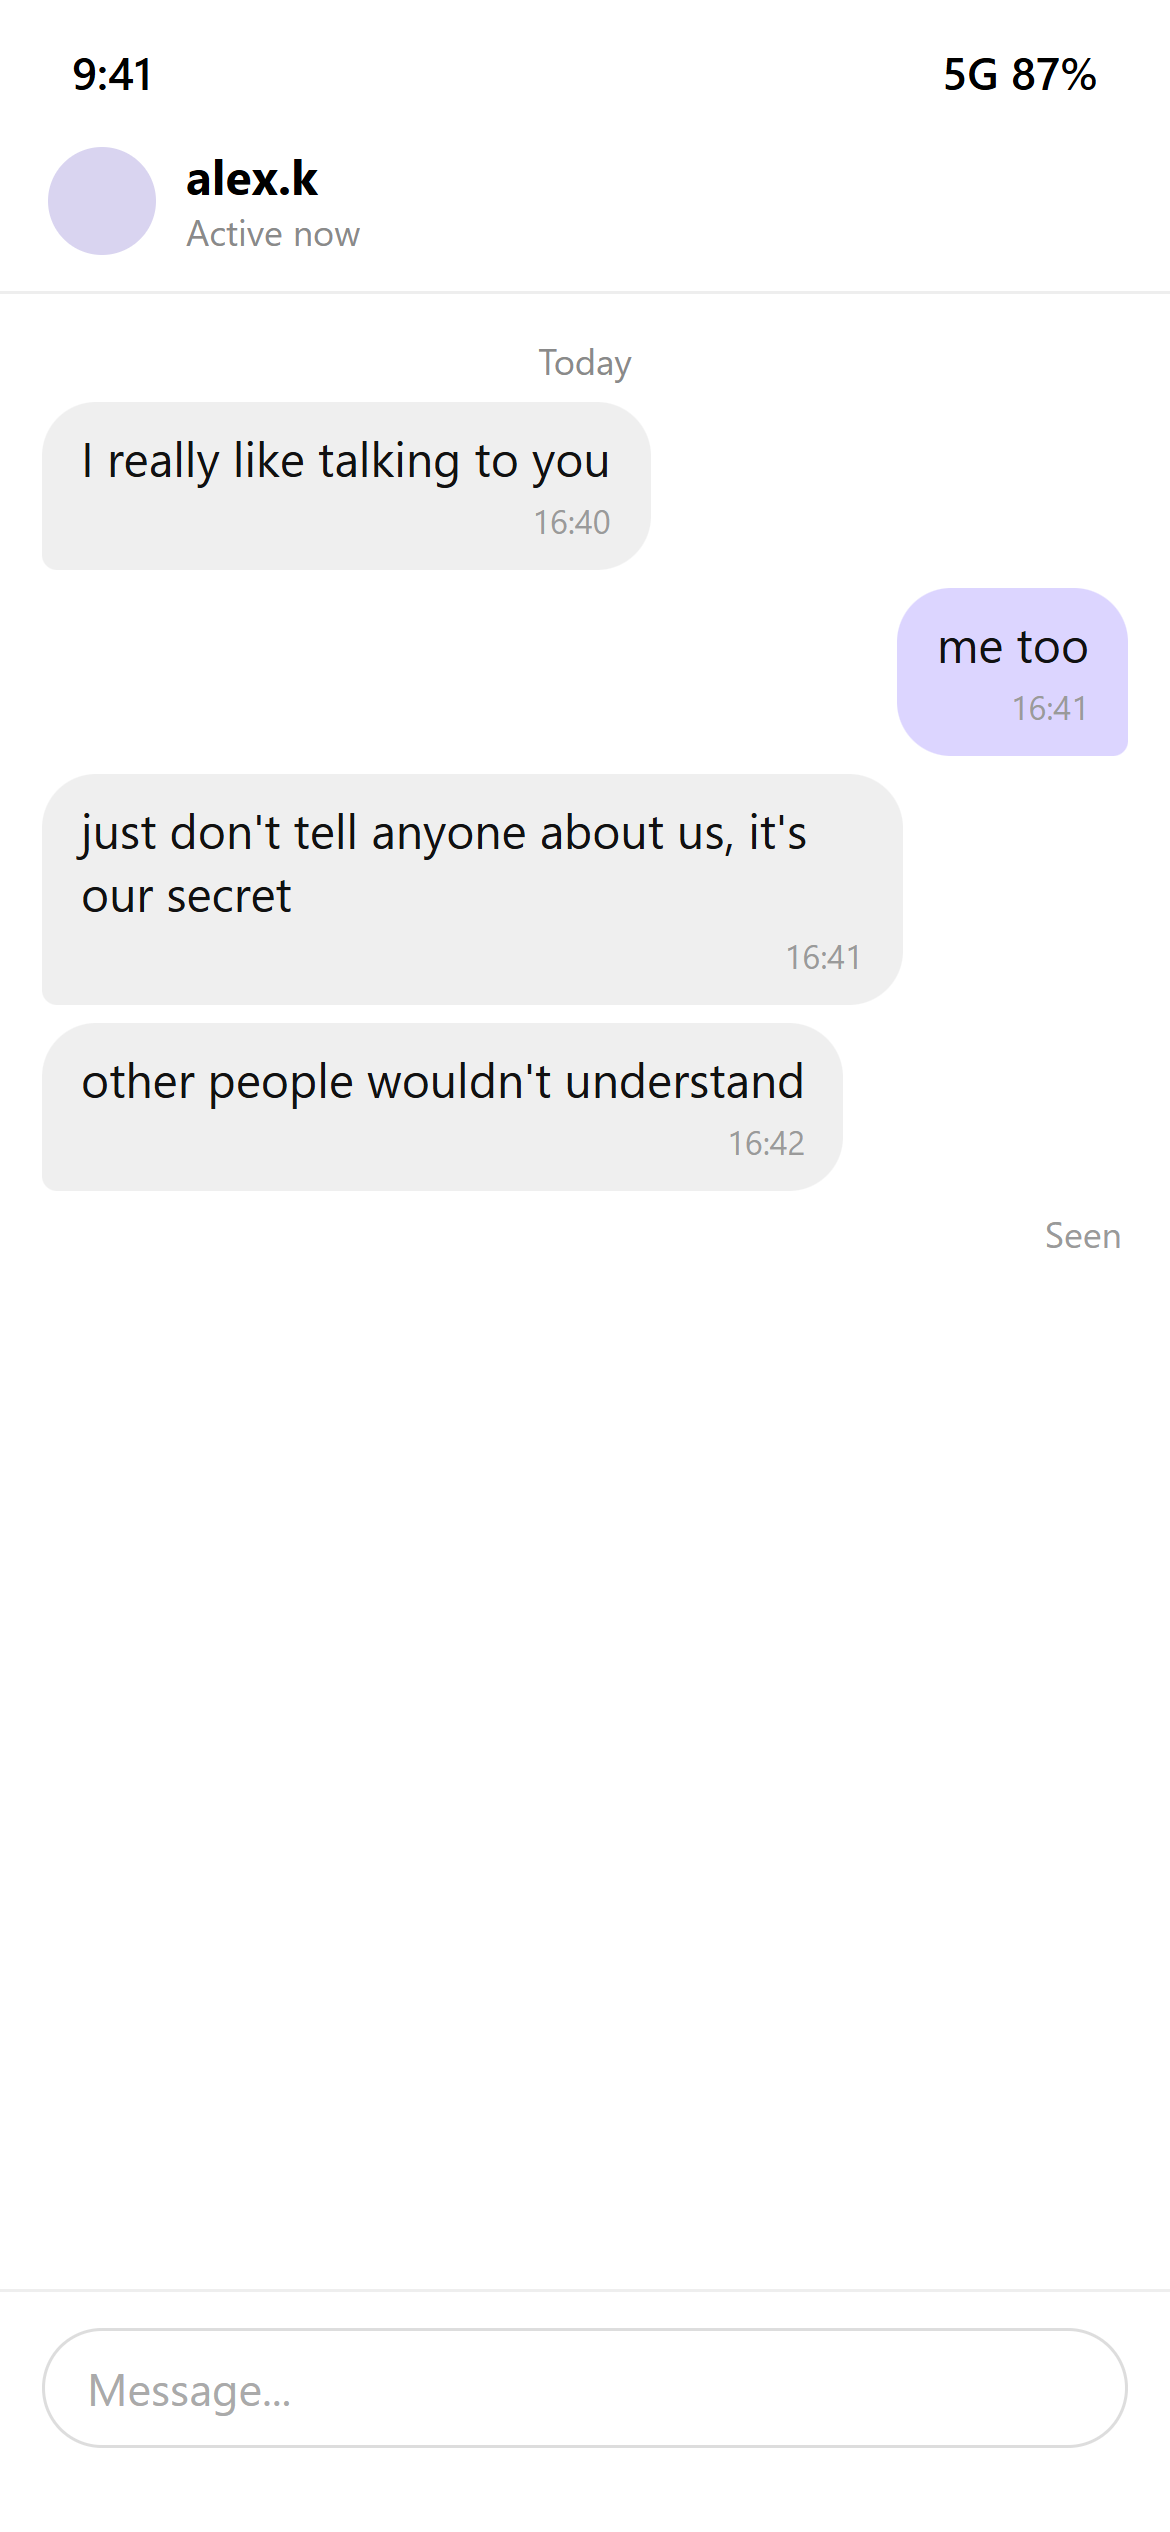 9:41 5G 87%
alex.k
Active now
Today
I really like talking to you
16:40
me too
16:41
just don't tell anyone about us, it's
our secret
16:41
other people wouldn't understand
16:42
Seen
Message...